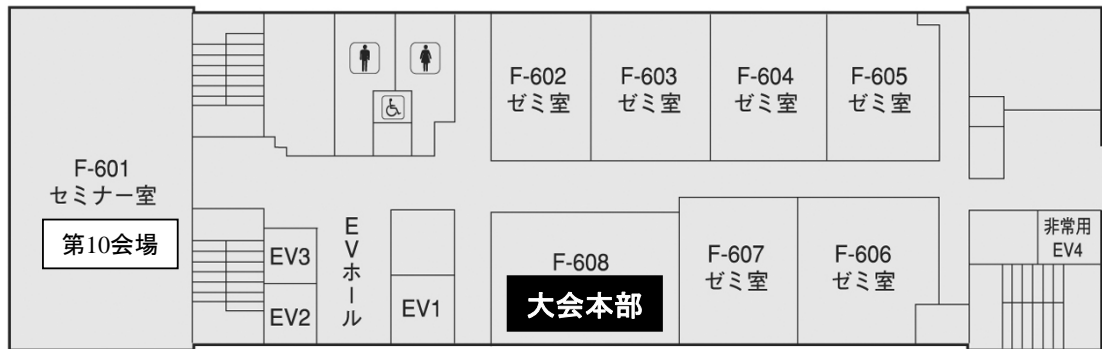 F-601
セミナー室
第10会場
F-602
ゼミ室
F-603
ゼミ室
F-604
ゼミ室
F-605
ゼミ室
EV3
EV2
EVホール
EV1
F-608
大会本部
F-607
ゼミ室
F-606
ゼミ室
非常用
EV4